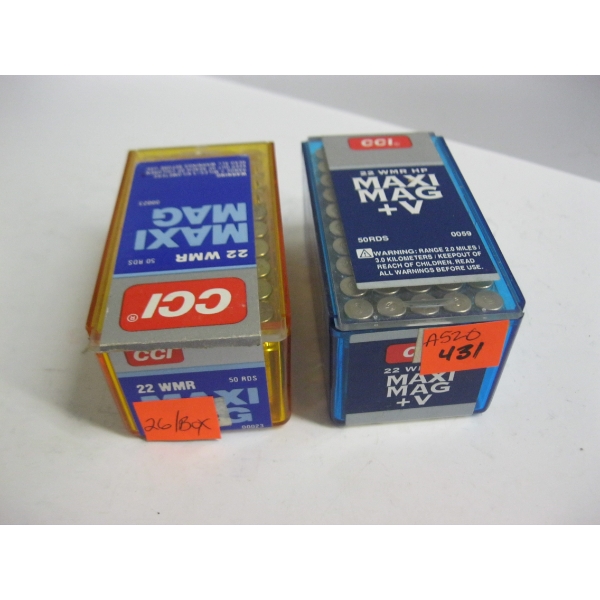 00023
50 RDS
MAXI
MAG
22 WMR
CCI®
CCI
22 WMR 50 RDS
MAXI
MAG
00023
26/Box
CCI®
22 WMR HP
MAXI
MAG
+V
50RDS 0059
WARNING: RANGE 2.0 MILES /
3.0 KILOMETERS / KEEP OUT OF
REACH OF CHILDREN. READ
ALL WARNINGS BEFORE USE.
A520
431
22
MAXI
MAG
+V